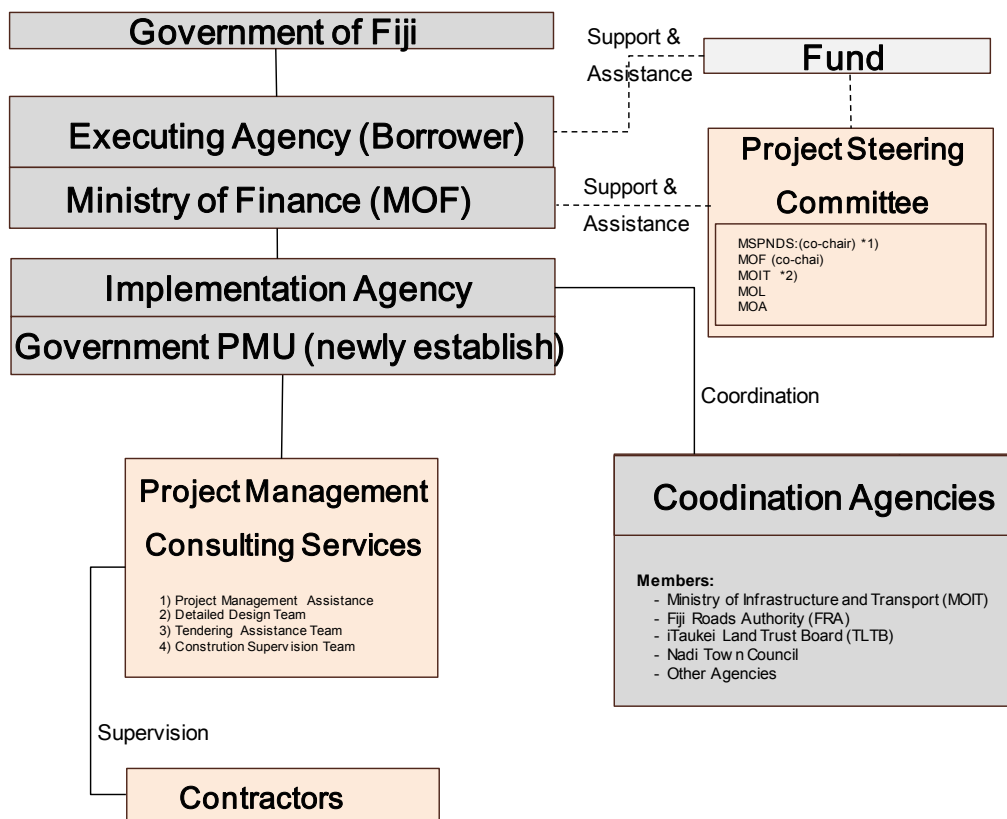 Government of Fiji
Support &
Assistance
Fund
Executing Agency (Borrower)
Ministry of Finance (MOF)
Support &
Assistance
Project Steering
Committee
MSPNDS:(co-chair) *1)
MOF (co-chai)
MOIT *2)
MOL
MOA
Implementation Agency
Government PMU (newly establish)
Coordination
Project Management
Consulting Services
1) Project Management Assistance
2) Detailed Design Team
3) Tendering Assistance Team
4) Constrution Supervision Team
Coodination Agencies
Members:
- Ministry of Infrastructure and Transport (MOIT)
- Fiji Roads Authority (FRA)
- iTaukei Land Trust Board (TLTB)
- Nadi Town Council
- Other Agencies
Supervision
Contractors